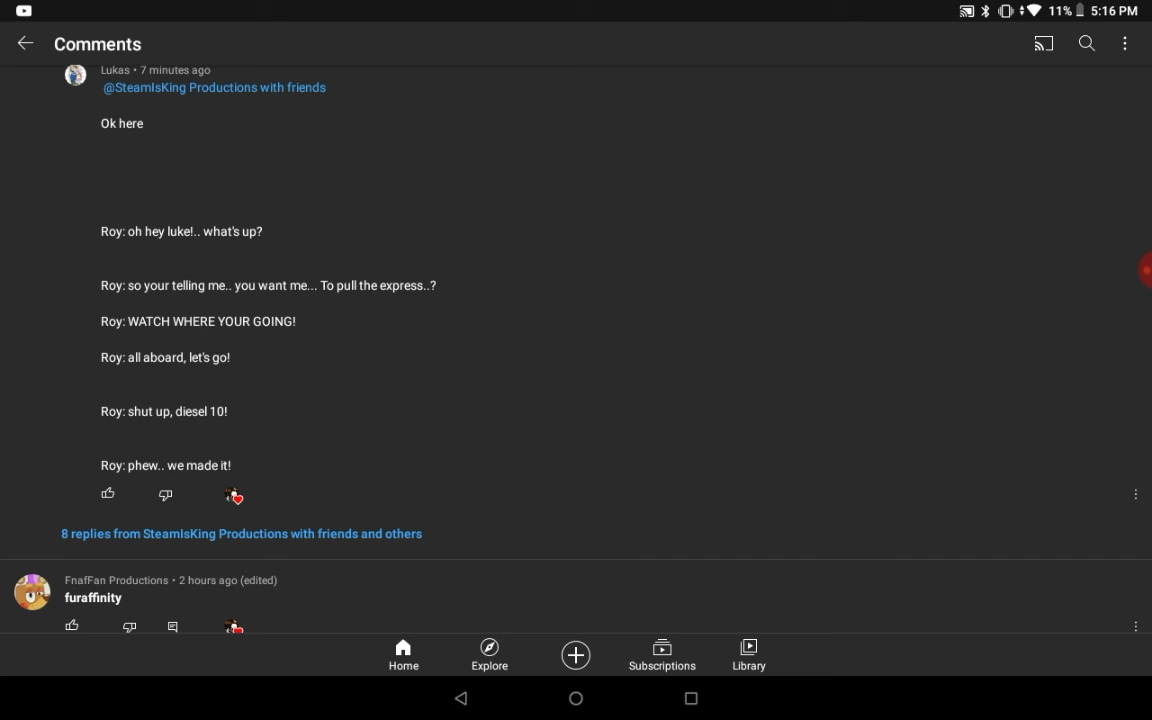 11% 5:16 PM
Comments
Lukas • 7 minutes ago
@SteamIsKing Productions with friends
Ok here
Roy: oh hey luke!.. what's up?
Roy: so your telling me.. you want me... To pull the express..?
Roy: WATCH WHERE YOUR GOING!
Roy: all aboard, let's go!
Roy: shut up, diesel 10!
Roy: phew.. we made it!
8 replies from SteamIsKing Productions with friends and others
FnafFan Productions • 2 hours ago (edited)
furaffinity
Home Explore Subscriptions Library